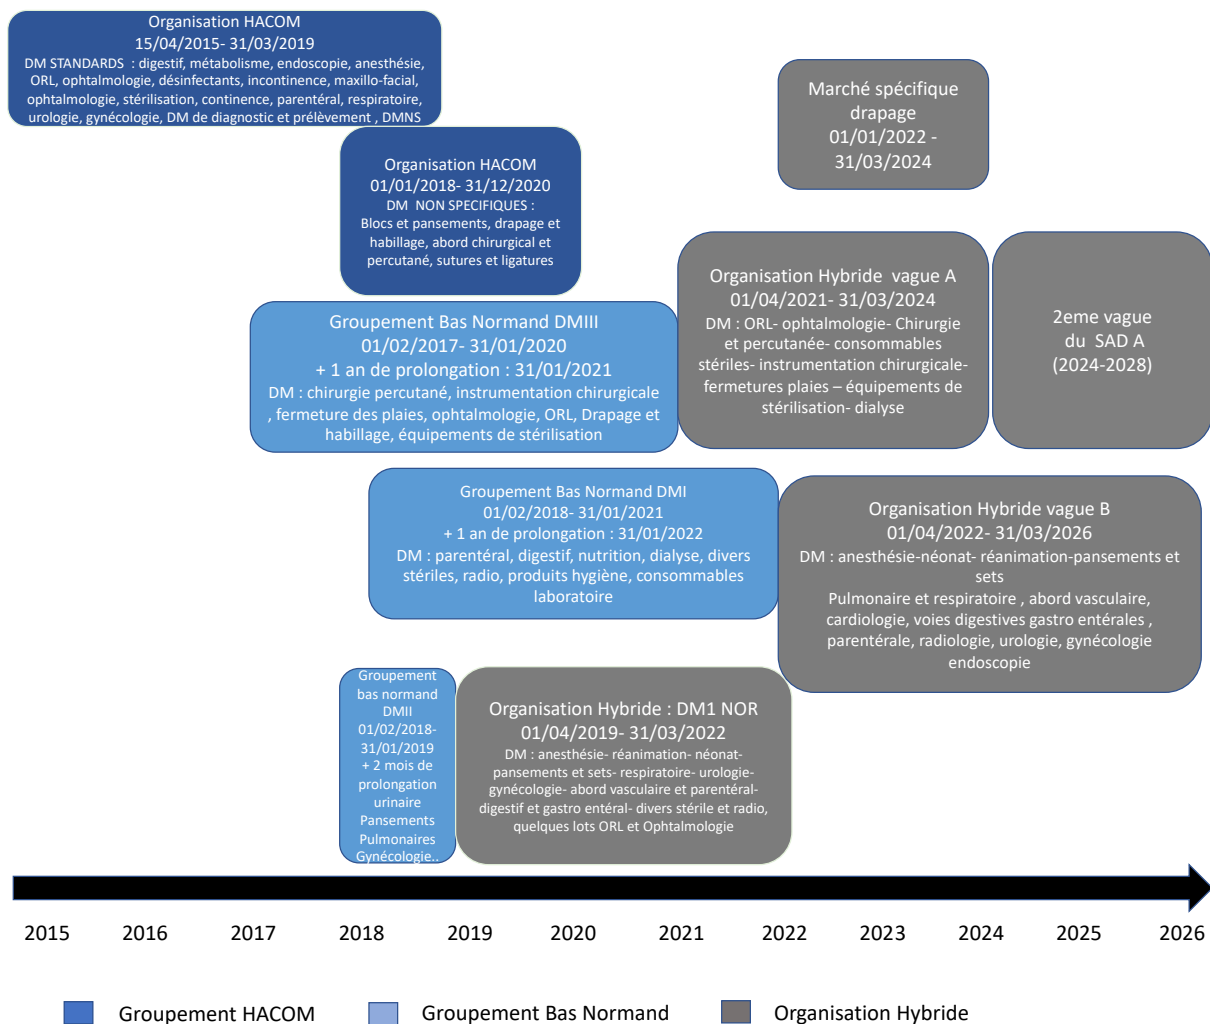 Organisation HACOM
15/04/2015- 31/03/2019
DM STANDARDS : digestif, métabolisme, endoscopie, anesthésie,
ORL, ophtalmologie, désinfectants, incontinence, maxillo-facial,
ophtalmologie, stérilisation, continence, parentéral, respiratoire,
urologie, gynécologie, DM de diagnostic et prélèvement , DMNS
Marché spécifique
drapage
01/01/2022 -
31/03/2024
Organisation HACOM
01/01/2018- 31/12/2020
DM NON SPECIFIQUES :
Blocs et pansements, drapage et
habillage, abord chirurgical et
percutané, sutures et ligatures
Organisation Hybride vague A
01/04/2021- 31/03/2024
DM : ORL- ophtalmologie- Chirurgie
et percutanée- consommables
stériles- instrumentation chirurgicale-
fermetures plaies – équipements de
stérilisation- dialyse
2eme vague
du SAD A
(2024-2028)
Groupement Bas Normand DMIII
01/02/2017- 31/01/2020
+ 1 an de prolongation : 31/01/2021
DM : chirurgie percutané, instrumentation chirurgicale
, fermeture des plaies, ophtalmologie, ORL, Drapage et
habillage, équipements de stérilisation
Groupement Bas Normand DMI
01/02/2018- 31/01/2021
+ 1 an de prolongation : 31/01/2022
DM : parentéral, digestif, nutrition, dialyse, divers
stériles, radio, produits hygiène, consommables
laboratoire
Organisation Hybride vague B
01/04/2022- 31/03/2026
DM : anesthésie-néonat- réanimation-pansements et
sets
Pulmonaire et respiratoire , abord vasculaire,
cardiologie, voies digestives gastro entérales ,
parentérale, radiologie, urologie, gynécologie
endoscopie
Groupement
bas normand
DMII
01/02/2018-
31/01/2019
+ 2 mois de
prolongation
urinaire
Pansements
Pulmonaires
Gynécologie..
Organisation Hybride : DM1 NOR
01/04/2019- 31/03/2022
DM : anesthésie- réanimation- néonat-
pansements et sets- respiratoire- urologie-
gynécologie- abord vasculaire et parentéral-
digestif et gastro entéral- divers stérile et radio,
quelques lots ORL et Ophtalmologie
2015 2016 2017 2018 2019 2020 2021 2022 2023 2024 2025 2026
Groupement HACOM Groupement Bas Normand Organisation Hybride